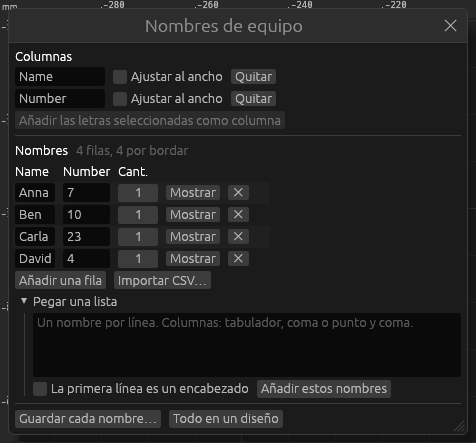 mm -280 -260 -240 -220
Nombres de equipo
Columnas
Name Ajustar al ancho Quitar
Number Ajustar al ancho Quitar
Añadir las letras seleccionadas como columna
Nombres 4 filas, 4 por bordar
Name Number Cant.
Anna 7 1 Mostrar
Ben 10 1 Mostrar
Carla 23 1 Mostrar
David 4 1 Mostrar
Añadir una fila Importar CSV...
Pegar una lista
Un nombre por línea. Columnas: tabulador, coma o punto y coma.
La primera línea es un encabezado Añadir estos nombres
Guardar cada nombre... Todo en un diseño